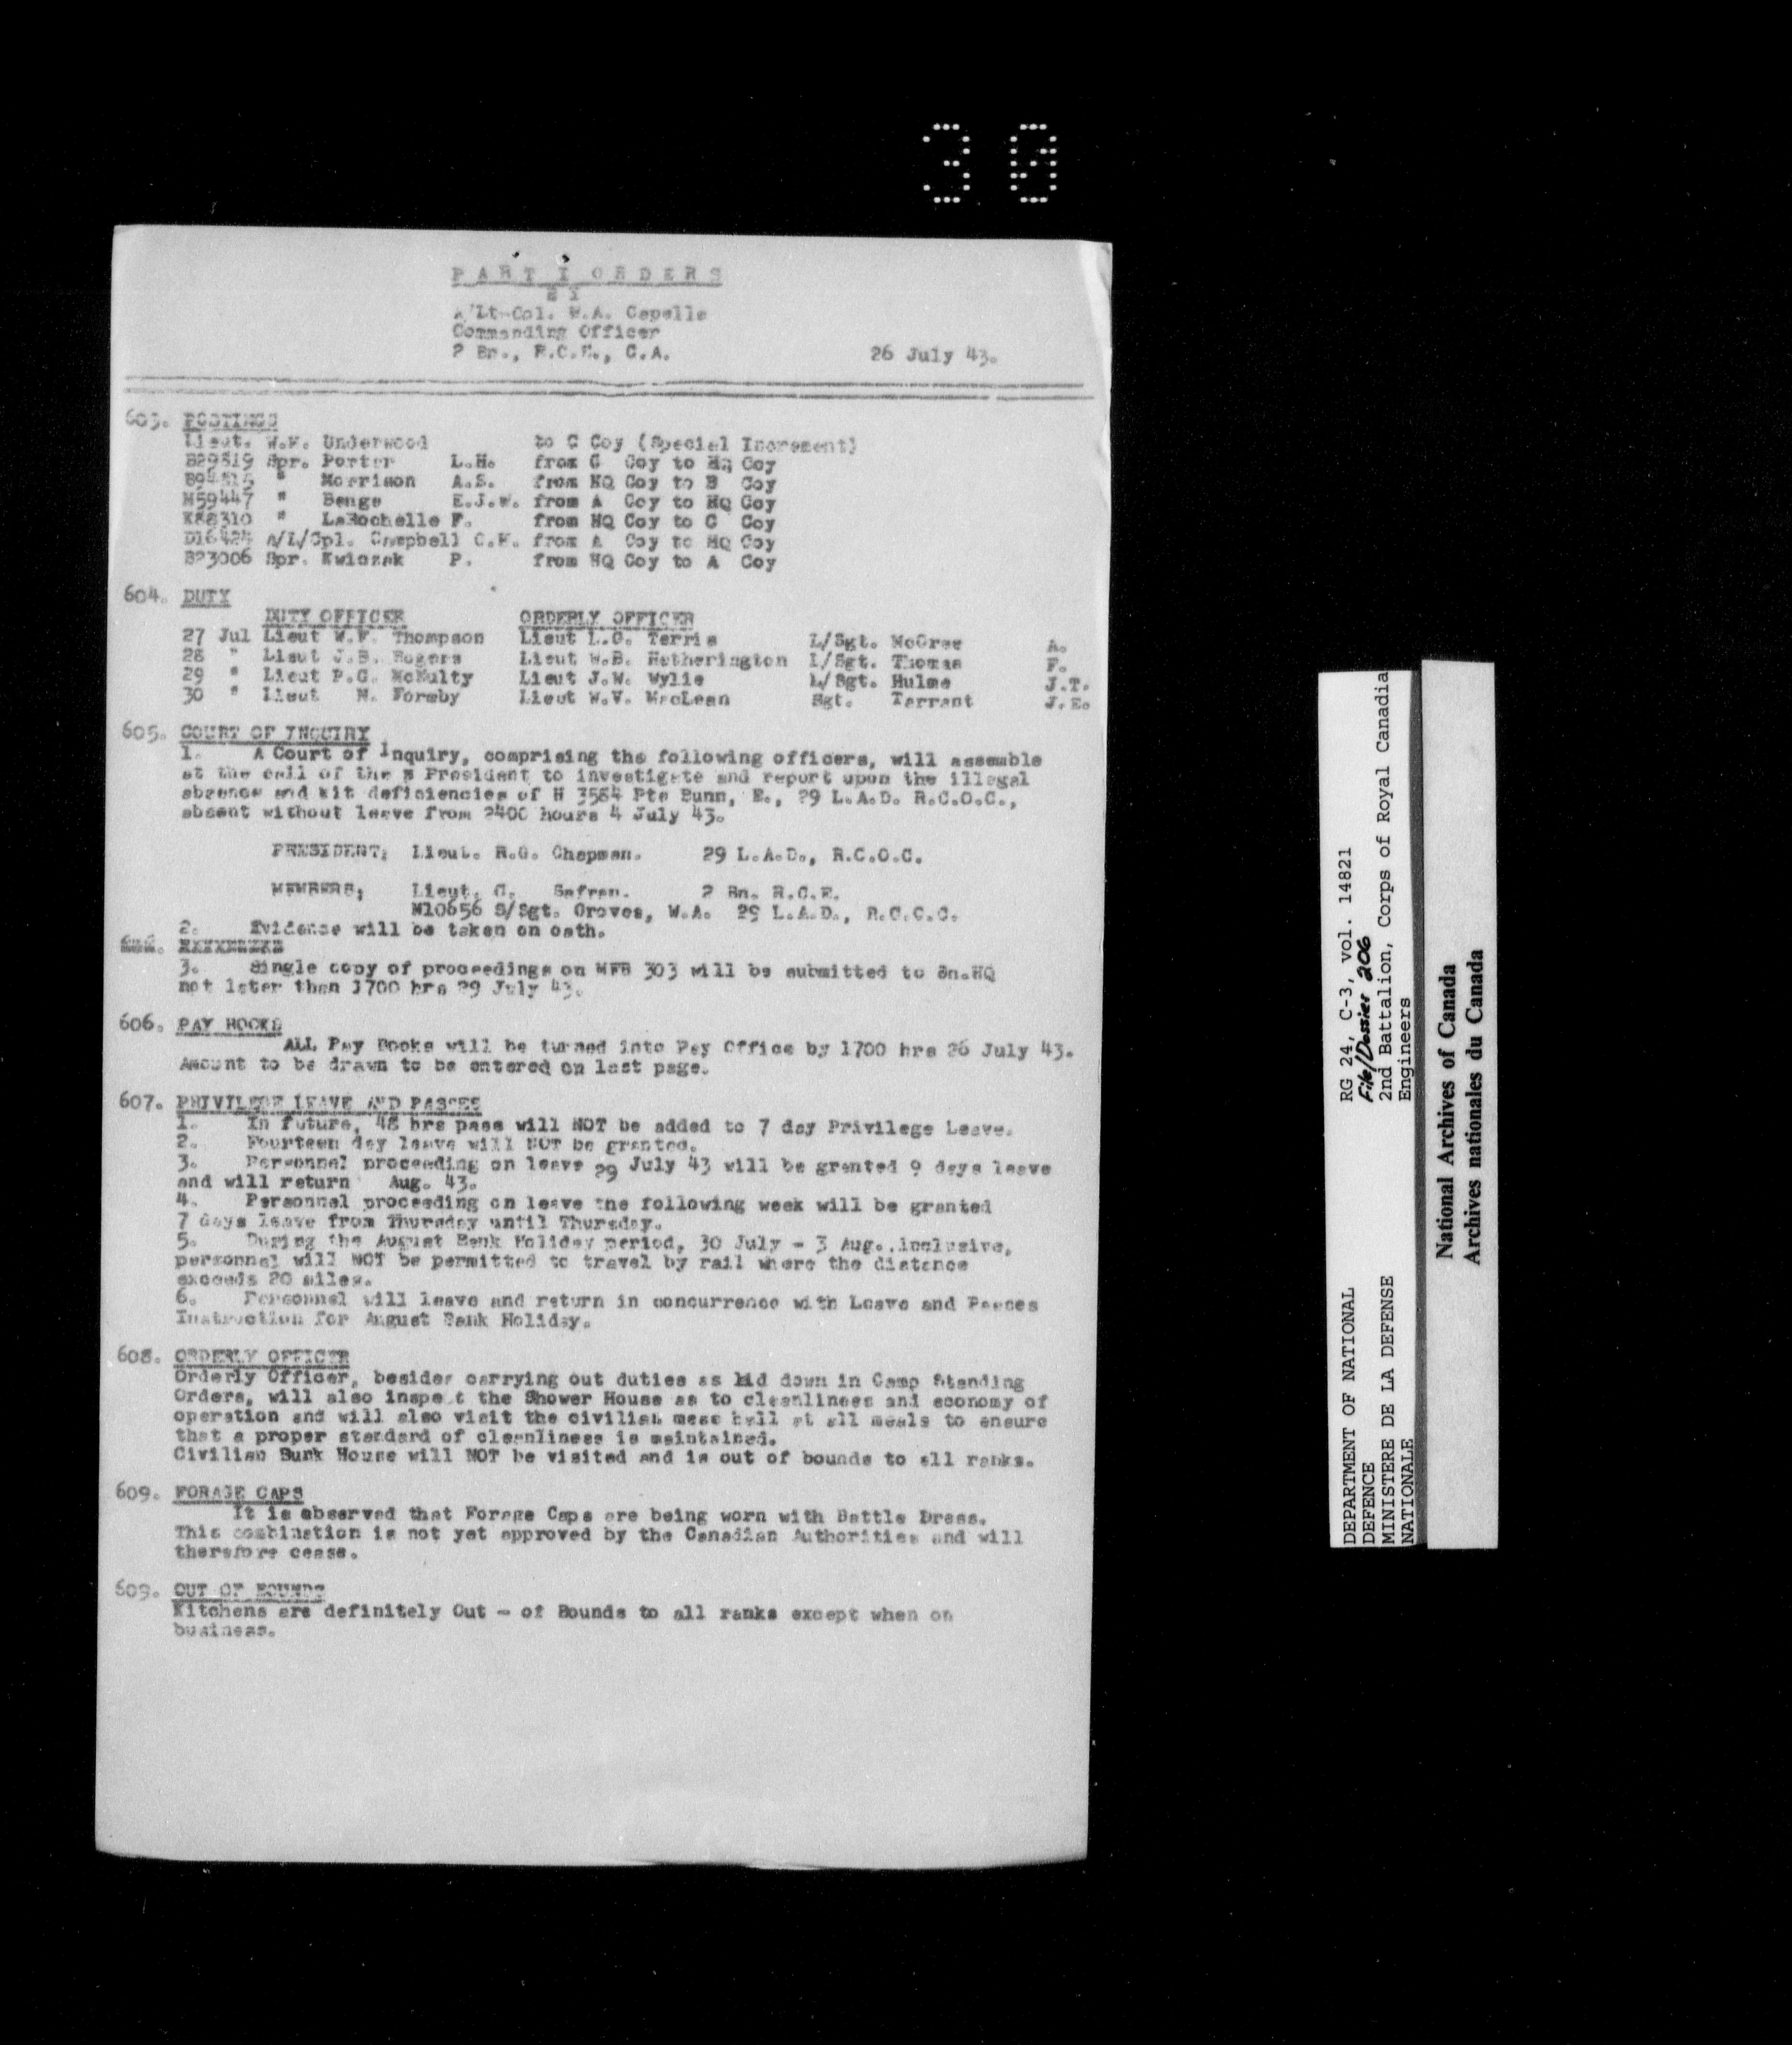 30
PART I ORDERS
BY
A/Lt-Col. W.A. Capelle
Commanding Officer
2 Bn., R.C.E., C.A. 26 July 43.
603. POSTINGS
Lieut. W.F. Underwood to C Coy (Special Increment)
B29519 Spr. Porter L.H. from C Coy to HQ Coy
B94515 " Morrison A.S. from HQ Coy to B Coy
M59447 " Benge E.J.W. from A Coy to HQ Coy
K88310 " LaRochelle F. from HQ Coy to C Coy
D16424 A/L/Cpl. Campbell C.F. from A Coy to HQ Coy
B23006 Spr. Kwiozak P. from HQ Coy to A Coy
604. DUTY
DUTY OFFICER ORDERLY OFFICER
27 Jul Lieut W.F. Thompson Lieut L.G. Terris L/Sgt. McGree A.
28 " Lieut J.B. Rogers Lieut W.B. Hetherington L/Sgt. Thomas F.
29 " Lieut P.G. McNulty Lieut J.W. Wylie L/Sgt. Hulme J.T.
30 " Lieut M. Formby Lieut W.V. MacLean Sgt. Tarrant J.E.
605. COURT OF INQUIRY
1. A Court of Inquiry, comprising the following officers, will assemble
at the call of the President to investigate and report upon the illegal
absence and kit deficiencies of H 3564 Pte Bunn, E., 29 L.A.D. R.C.O.C.,
absent without leave from 2400 hours 4 July 43.
PRESIDENT; Lieut. R.G. Chapman. 29 L.A.D., R.C.O.C.
MEMBERS; Lieut. G. Safran. 2 Bn. R.C.E.
M10656 S/Sgt. Groves, W.A. 29 L.A.D., R.C.O.C.
2. Evidence will be taken on oath.
3. Single copy of proceedings on MFB 303 will be submitted to Bn.HQ
not later than 1700 hrs 29 July 43.
606. PAY BOOKS
ALL Pay Books will be turned into Pay Office by 1700 hrs 26 July 43.
Amount to be drawn to be entered on last page.
607. PRIVILEGE LEAVE AND PASSES
1. In future, 48 hrs pass will NOT be added to 7 day Privilege Leave.
2. Fourteen day leave will NOT be granted.
3. Personnel proceeding on leave 29 July 43 will be granted 9 days leave
and will return Aug. 43.
4. Personnel proceeding on leave the following week will be granted
7 days leave from Thursday until Thursday.
5. During the August Bank Holiday period, 30 July - 3 Aug. inclusive,
personnel will NOT be permitted to travel by rail where the distance
exceeds 20 miles.
6. Personnel will leave and return in concurrence with Leave and Passes
Instruction for August Bank Holiday.
608. ORDERLY OFFICER
Orderly Officer, besides carrying out duties as laid down in Camp Standing
Orders, will also inspect the Shower House as to cleanliness and economy of
operation and will also visit the civilian mess hall at all meals to ensure
that a proper standard of cleanliness is maintained.
Civilian Bunk House will NOT be visited and is out of bounds to all ranks.
609. FORAGE CAPS
It is observed that Forage Caps are being worn with Battle Dress.
This combination is not yet approved by the Canadian Authorities and will
therefore cease.
609. OUT OF BOUNDS
Kitchens are definitely Out - of Bounds to all ranks except when on
business.
DEPARTMENT OF NATIONAL
DEFENCE
MINISTERE DE LA DEFENSE
NATIONALE
RG 24, C-3, vol. 14821
File/Dossier 206
2nd Battalion, Corps of Royal Canadia
Engineers
National Archives of Canada
Archives nationales du Canada